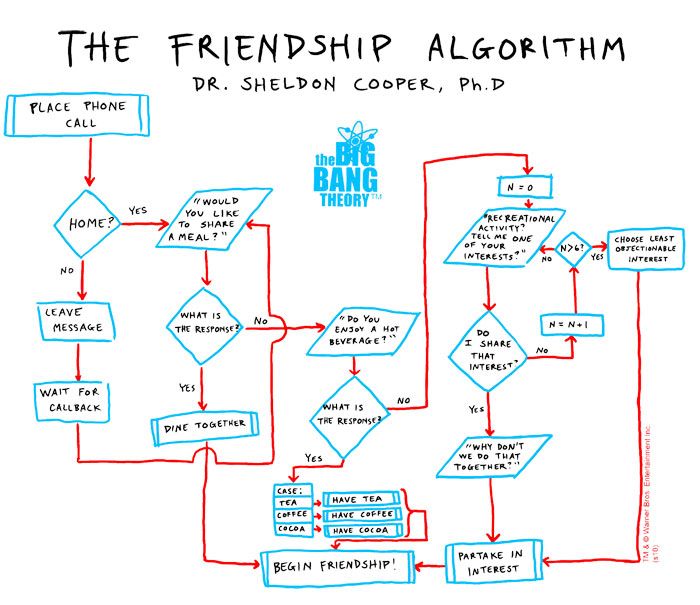 THE FRIENDSHIP ALGORITHM
DR. SHELDON COOPER, Ph.D
PLACE PHONE
CALL
the BIG
BANG
THEORY™
HOME?
YES
NO
LEAVE
MESSAGE
WAIT FOR
CALLBACK
"WOULD
YOU LIKE
TO SHARE
A MEAL?"
WHAT IS
THE RESPONSE?
NO
YES
DINE TOGETHER
"DO YOU
ENJOY A HOT
BEVERAGE?"
WHAT IS
THE RESPONSE?
NO
YES
CASE:
TEA
COFFEE
COCOA
HAVE TEA
HAVE COFFEE
HAVE COCOA
BEGIN FRIENDSHIP!
N = 0
"RECREATIONAL
ACTIVITY?
TELL ME ONE
OF YOUR
INTERESTS?"
N>6?
NO
YES
CHOOSE LEAST
OBJECTIONABLE
INTEREST
N = N+1
DO
I SHARE
THAT
INTEREST?
NO
YES
"WHY DON'T
WE DO THAT
TOGETHER?"
PARTAKE IN
INTEREST
TM & © Warner Bros. Entertainment Inc.
(s10)